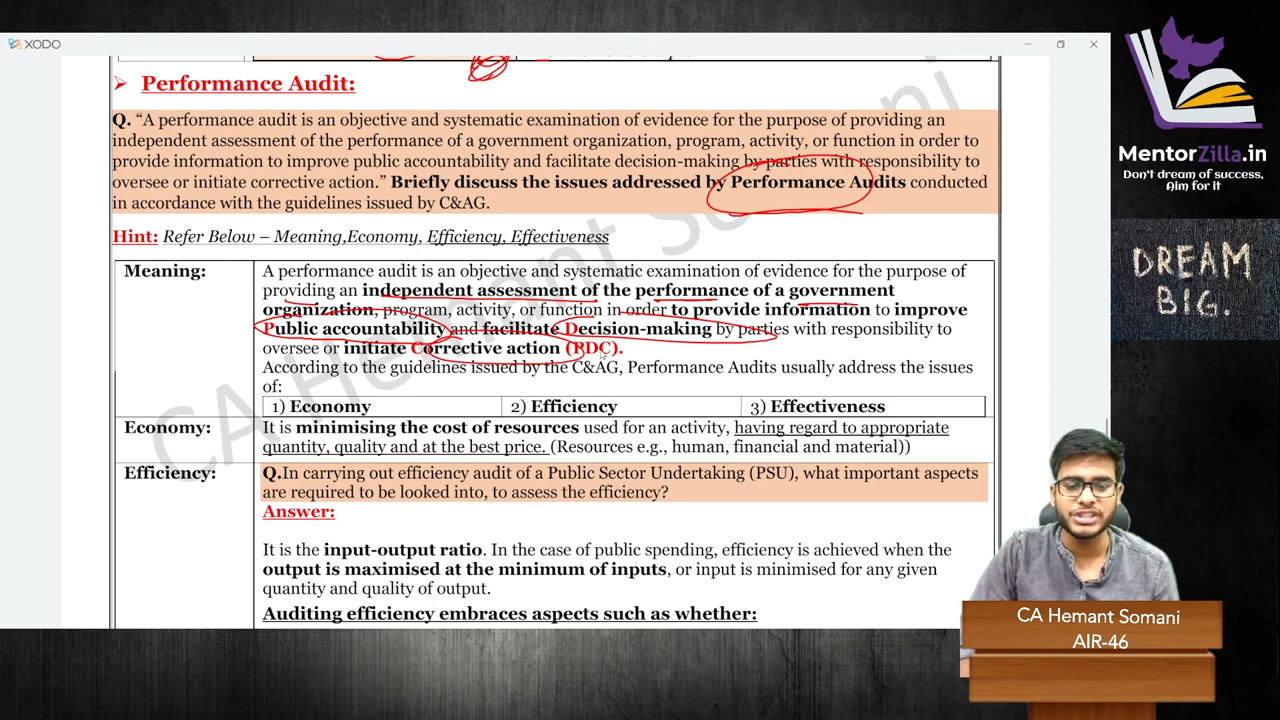 XODO
➢ Performance Audit:
Q. “A performance audit is an objective and systematic examination of evidence for the purpose of providing an
independent assessment of the performance of a government organization, program, activity, or function in order to
provide information to improve public accountability and facilitate decision-making by parties with responsibility to
oversee or initiate corrective action.” Briefly discuss the issues addressed by Performance Audits conducted
in accordance with the guidelines issued by C&AG.
Hint: Refer Below – Meaning,Economy, Efficiency, Effectiveness
Meaning:
A performance audit is an objective and systematic examination of evidence for the purpose of
providing an independent assessment of the performance of a government
organization, program, activity, or function in order to provide information to improve
Public accountability and facilitate Decision-making by parties with responsibility to
oversee or initiate Corrective action (PDC).
According to the guidelines issued by the C&AG, Performance Audits usually address the issues
of:
1) Economy 2) Efficiency 3) Effectiveness
Economy:
It is minimising the cost of resources used for an activity, having regard to appropriate
quantity, quality and at the best price. (Resources e.g., human, financial and material))
Efficiency:
Q.In carrying out efficiency audit of a Public Sector Undertaking (PSU), what important aspects
are required to be looked into, to assess the efficiency?
Answer:
It is the input-output ratio. In the case of public spending, efficiency is achieved when the
output is maximised at the minimum of inputs, or input is minimised for any given
quantity and quality of output.
Auditing efficiency embraces aspects such as whether:
CA Hemant Somani
MentorZilla.in
Don't dream of success,
Aim for it
DREAM
BIG.
CA Hemant Somani
AIR-46